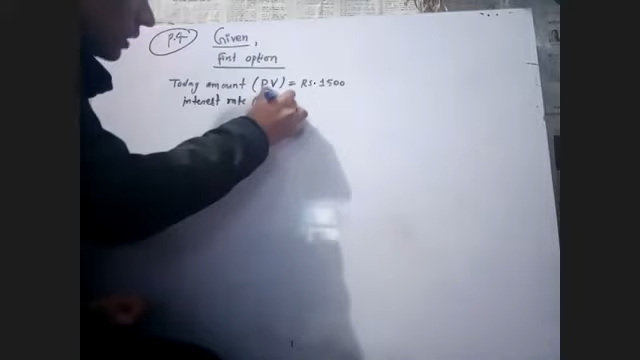 P.4 Given,
First option
Today amount (PV) = Rs. 1500
interest rate (